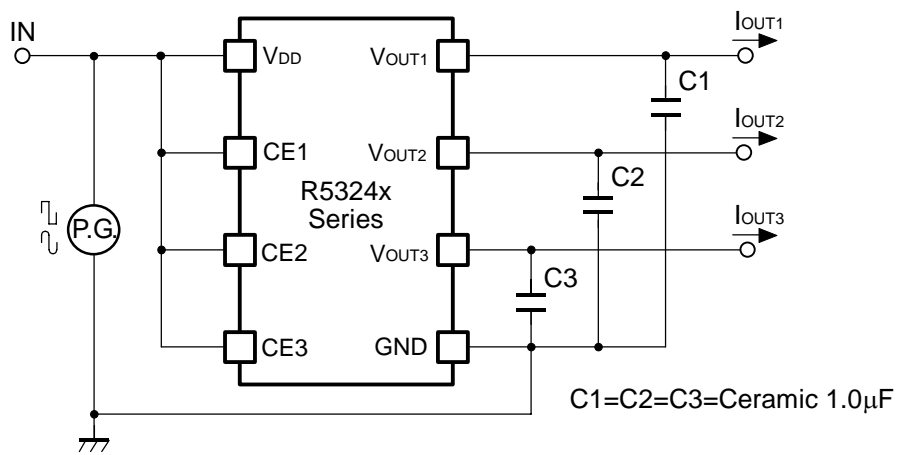 IN
VDD
CE1
CE2
CE3
P.G.
R5324x
Series
VOUT1
VOUT2
VOUT3
GND
C1
C2
C3
IOUT1
IOUT2
IOUT3
C1=C2=C3=Ceramic 1.0μF